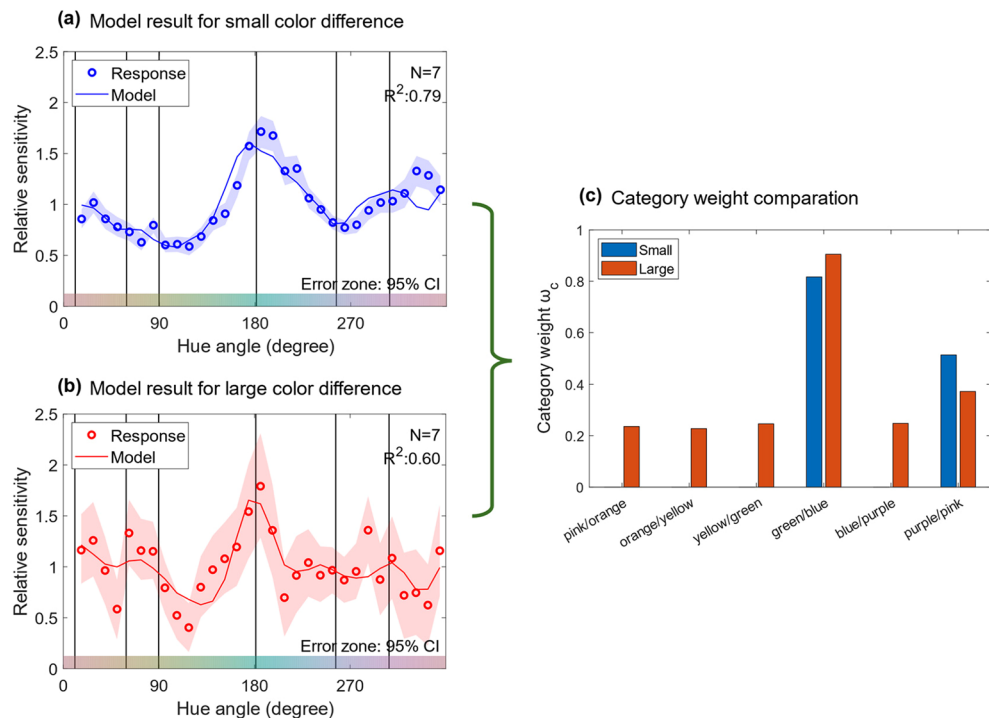 (a) Model result for small color difference
2.5
2
1.5
1
0.5
0
Relative sensitivity
Response
Model
N=7
R²:0.79
Error zone: 95% CI
0 90 180 270
Hue angle (degree)
(b) Model result for large color difference
2.5
2
1.5
1
0.5
0
Relative sensitivity
Response
Model
N=7
R²:0.60
Error zone: 95% CI
0 90 180 270
Hue angle (degree)
(c) Category weight comparation
1
0.8
0.6
0.4
0.2
0
Category weight ω_c
Small
Large
pink/orange
orange/yellow
yellow/green
green/blue
blue/purple
purple/pink